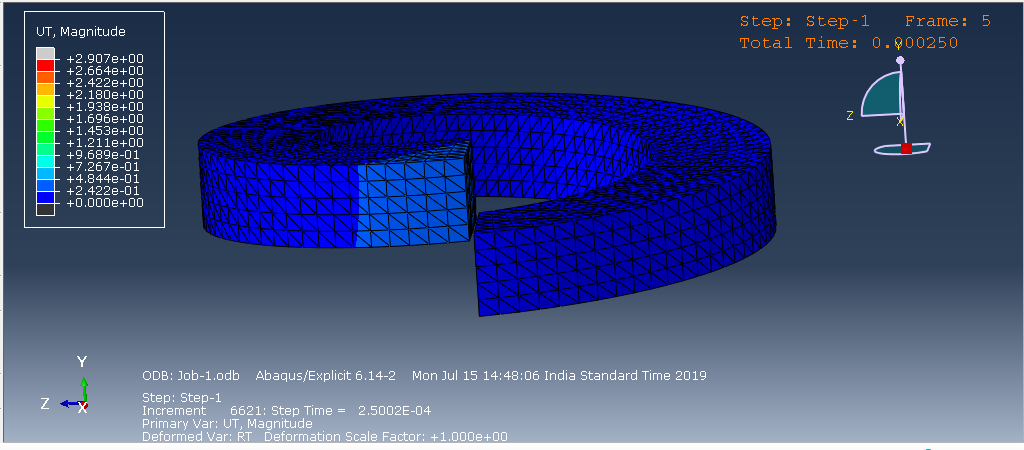 UT, Magnitude
+2.907e+00
+2.664e+00
+2.422e+00
+2.180e+00
+1.938e+00
+1.696e+00
+1.453e+00
+1.211e+00
+9.689e-01
+7.267e-01
+4.844e-01
+2.422e-01
+0.000e+00
Step: Step-1 Frame: 5
Total Time: 0.000250
Y
Z
X
Y
Z
X
ODB: Job-1.odb Abaqus/Explicit 6.14-2 Mon Jul 15 14:48:06 India Standard Time 2019
Step: Step-1
Increment 6621: Step Time = 2.5002E-04
Primary Var: UT, Magnitude
Deformed Var: RT Deformation Scale Factor: +1.000e+00